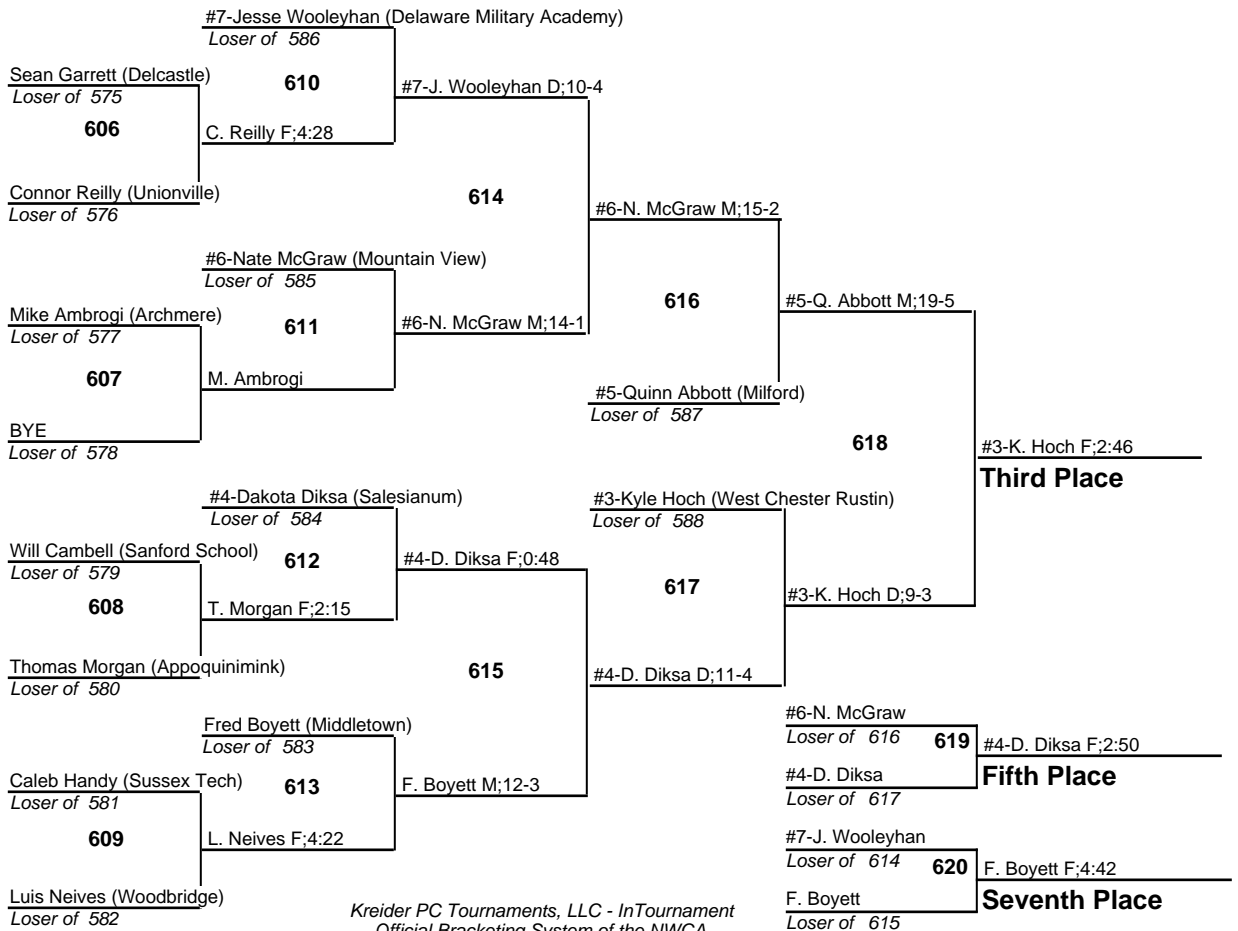 #7-Jesse Wooleyhan (Delaware Military Academy)
Loser of 586
Sean Garrett (Delcastle)
Loser of 575
610
#7-J. Wooleyhan D;10-4
606
C. Reilly F;4:28
Connor Reilly (Unionville)
Loser of 576
614
#6-N. McGraw M;15-2
#6-Nate McGraw (Mountain View)
Loser of 585
Mike Ambrogi (Archmere)
Loser of 577
611
#6-N. McGraw M;14-1
616
#5-Q. Abbott M;19-5
607
M. Ambrogi
#5-Quinn Abbott (Milford)
Loser of 587
BYE
Loser of 578
618
#3-K. Hoch F;2:46
Third Place
#4-Dakota Diksa (Salesianum)
Loser of 584
#3-Kyle Hoch (West Chester Rustin)
Loser of 588
Will Cambell (Sanford School)
Loser of 579
612
#4-D. Diksa F;0:48
617
#3-K. Hoch D;9-3
608
T. Morgan F;2:15
Thomas Morgan (Appoquinimink)
Loser of 580
615
#4-D. Diksa D;11-4
Fred Boyett (Middletown)
Loser of 583
#6-N. McGraw
Loser of 616
619
#4-D. Diksa F;2:50
Fifth Place
#4-D. Diksa
Loser of 617
Caleb Handy (Sussex Tech)
Loser of 581
613
F. Boyett M;12-3
609
L. Neives F;4:22
#7-J. Wooleyhan
Loser of 614
620
F. Boyett F;4:42
Seventh Place
F. Boyett
Loser of 615
Luis Neives (Woodbridge)
Loser of 582
Kreider PC Tournaments, LLC - InTournament
Official Bracketing System of the NWCA